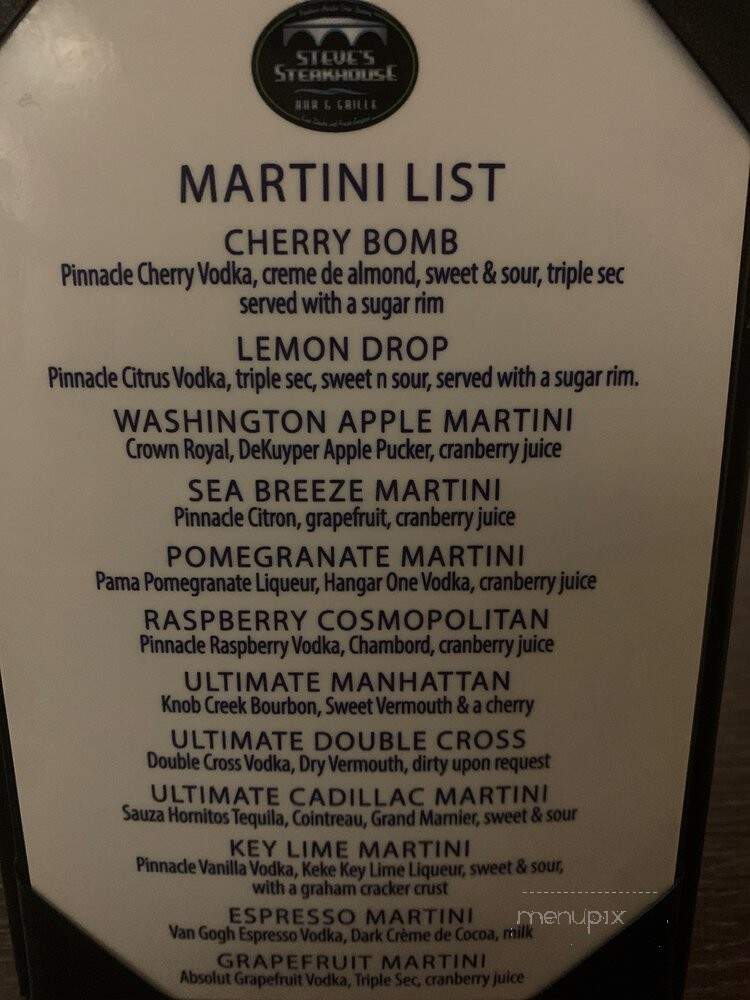 STEVE'S
STEAKHOUSE
BAR & GRILLE
MARTINI LIST
CHERRY BOMB
Pinnacle Cherry Vodka, creme de almond, sweet & sour, triple sec
served with a sugar rim
LEMON DROP
Pinnacle Citrus Vodka, triple sec, sweet n sour, served with a sugar rim.
WASHINGTON APPLE MARTINI
Crown Royal, DeKuyper Apple Pucker, cranberry juice
SEA BREEZE MARTINI
Pinnacle Citron, grapefruit, cranberry juice
POMEGRANATE MARTINI
Pama Pomegranate Liqueur, Hangar One Vodka, cranberry juice
RASPBERRY COSMOPOLITAN
Pinnacle Raspberry Vodka, Chambord, cranberry juice
ULTIMATE MANHATTAN
Knob Creek Bourbon, Sweet Vermouth & a cherry
ULTIMATE DOUBLE CROSS
Double Cross Vodka, Dry Vermouth, dirty upon request
ULTIMATE CADILLAC MARTINI
Sauza Hornitos Tequila, Cointreau, Grand Marnier, sweet & sour
KEY LIME MARTINI
Pinnacle Vanilla Vodka, Keke Key Lime Liqueur, sweet & sour,
with a graham cracker crust
ESPRESSO MARTINI
Van Gogh Espresso Vodka, Dark Crème de Cocoa, milk
GRAPEFRUIT MARTINI
Absolut Grapefruit Vodka, Triple Sec, cranberry juice
menupix